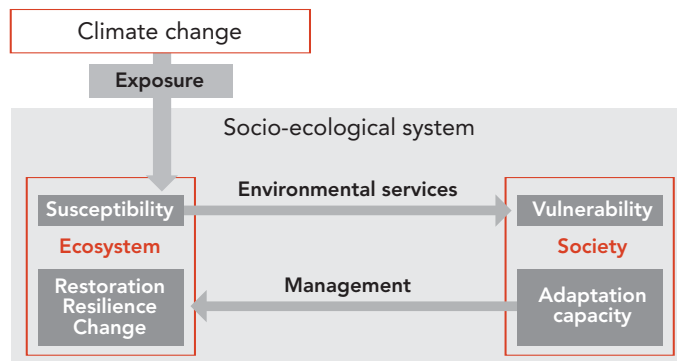 Climate change
Exposure
Socio-ecological system
Environmental services
Susceptibility
Vulnerability
Ecosystem
Society
Management
Restoration
Resilience
Change
Adaptation
capacity